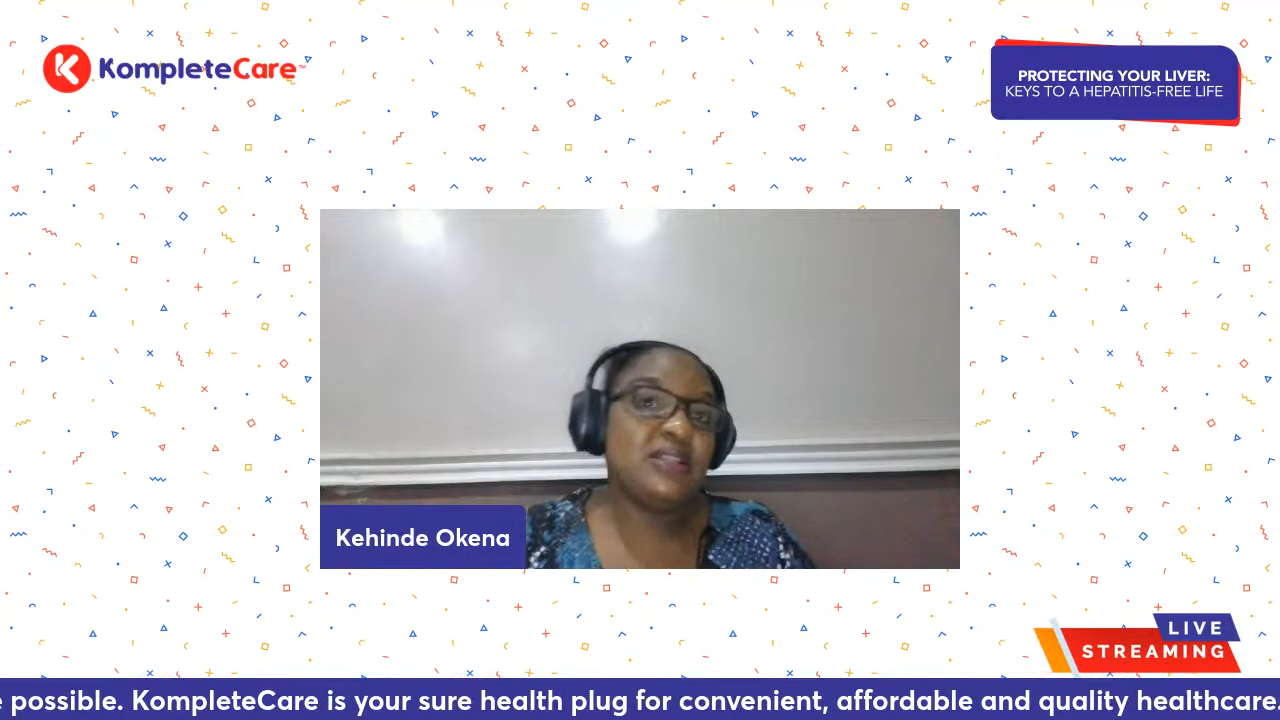 KompleteCare™
PROTECTING YOUR LIVER:
KEYS TO A HEPATITIS-FREE LIFE
Kehinde Okena
LIVE
STREAMING
possible. KompleteCare is your sure health plug for convenient, affordable and quality healthcare.